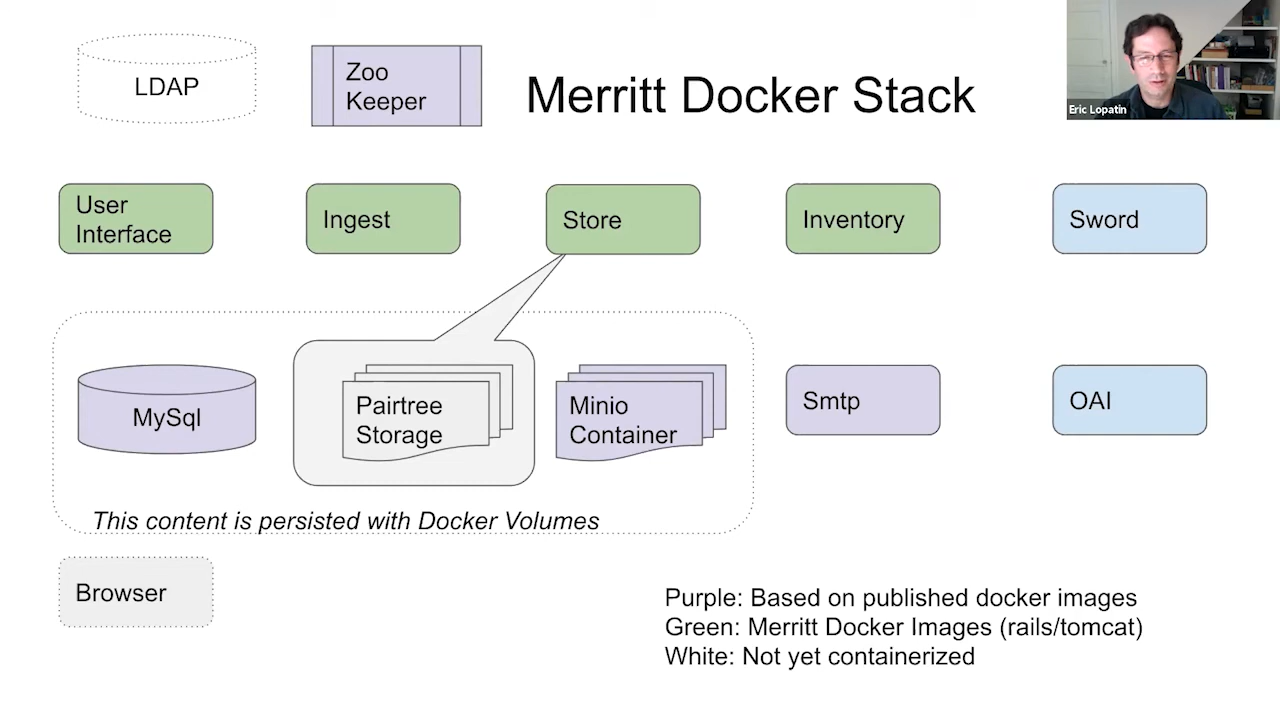 LDAP
Zoo
Keeper
Merritt Docker Stack
Eric Lopatin
User
Interface
Ingest
Store
Inventory
Sword
MySql
Pairtree
Storage
Minio
Container
Smtp
OAI
This content is persisted with Docker Volumes
Browser
Purple: Based on published docker images
Green: Merritt Docker Images (rails/tomcat)
White: Not yet containerized